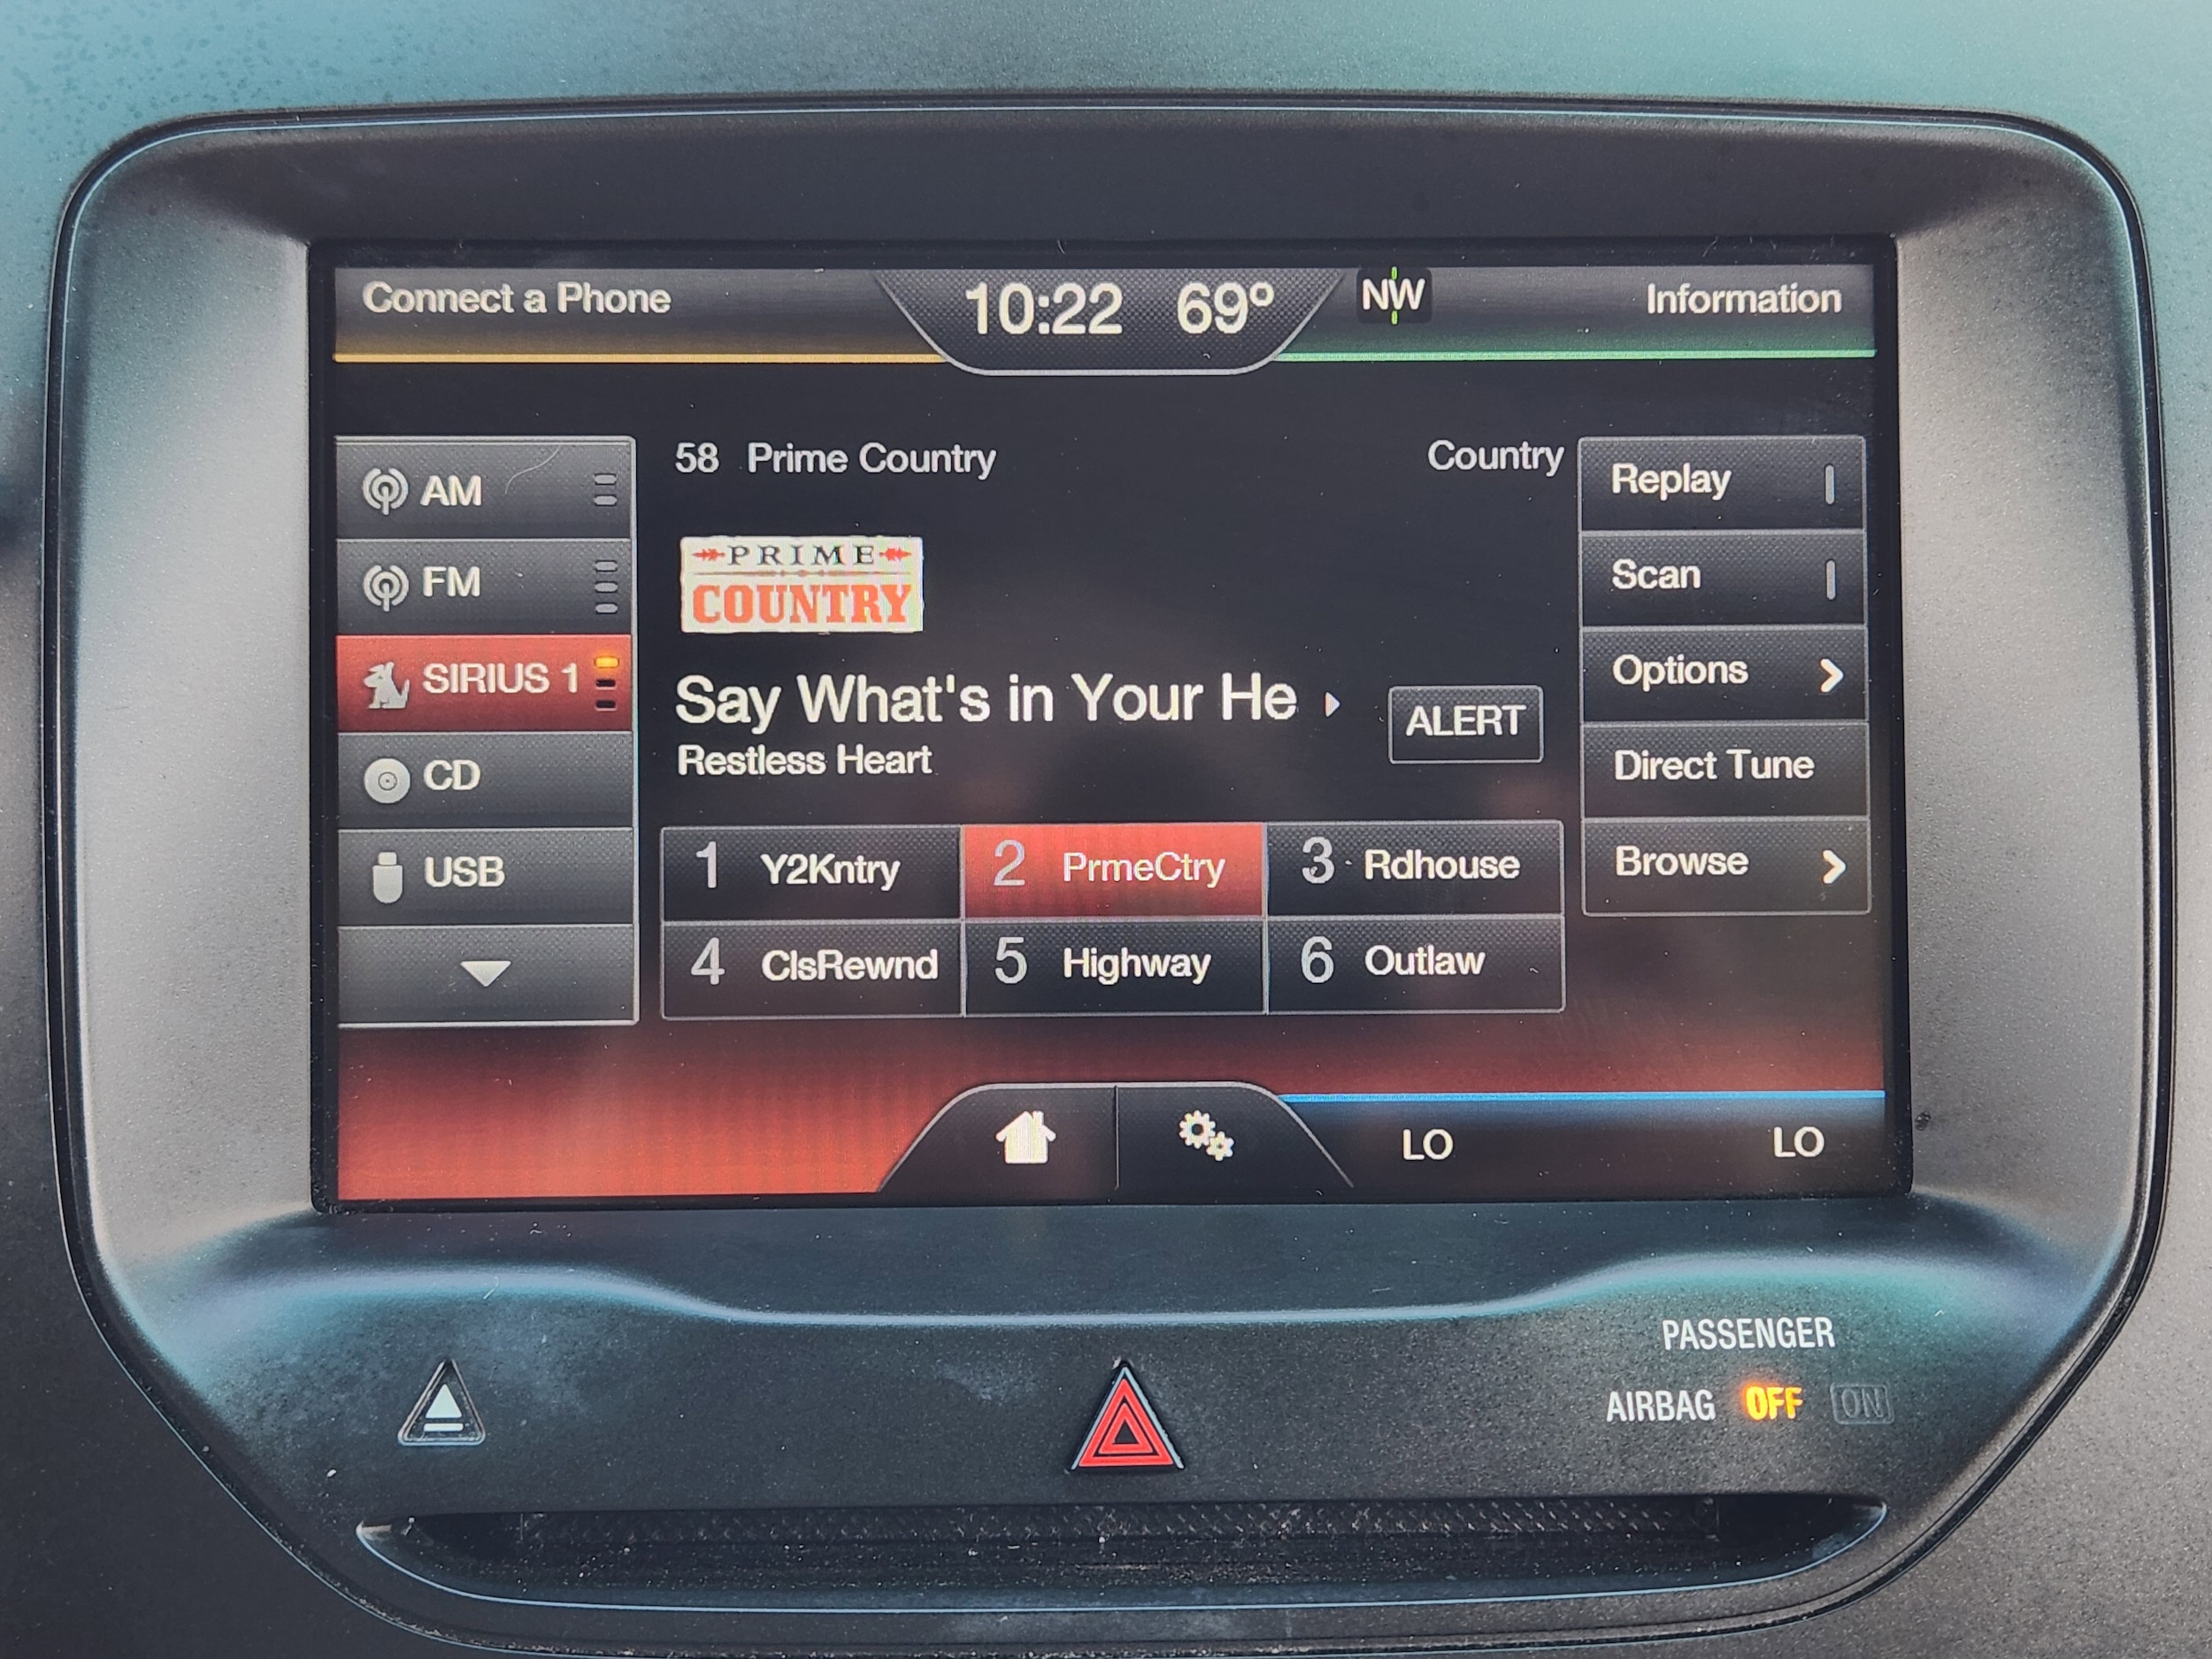 Connect a Phone
10:22 69º
NW
Information
AM
FM
SIRIUS 1
CD
USB
58 Prime Country
Country
PRIME
COUNTRY
Say What's in Your He
Restless Heart
ALERT
1 Y2Kntry
2 PrmeCtry
3 Rdhouse
4 ClsRewnd
5 Highway
6 Outlaw
Replay
Scan
Options
Direct Tune
Browse
LO
LO
PASSENGER
AIRBAG OFF ON